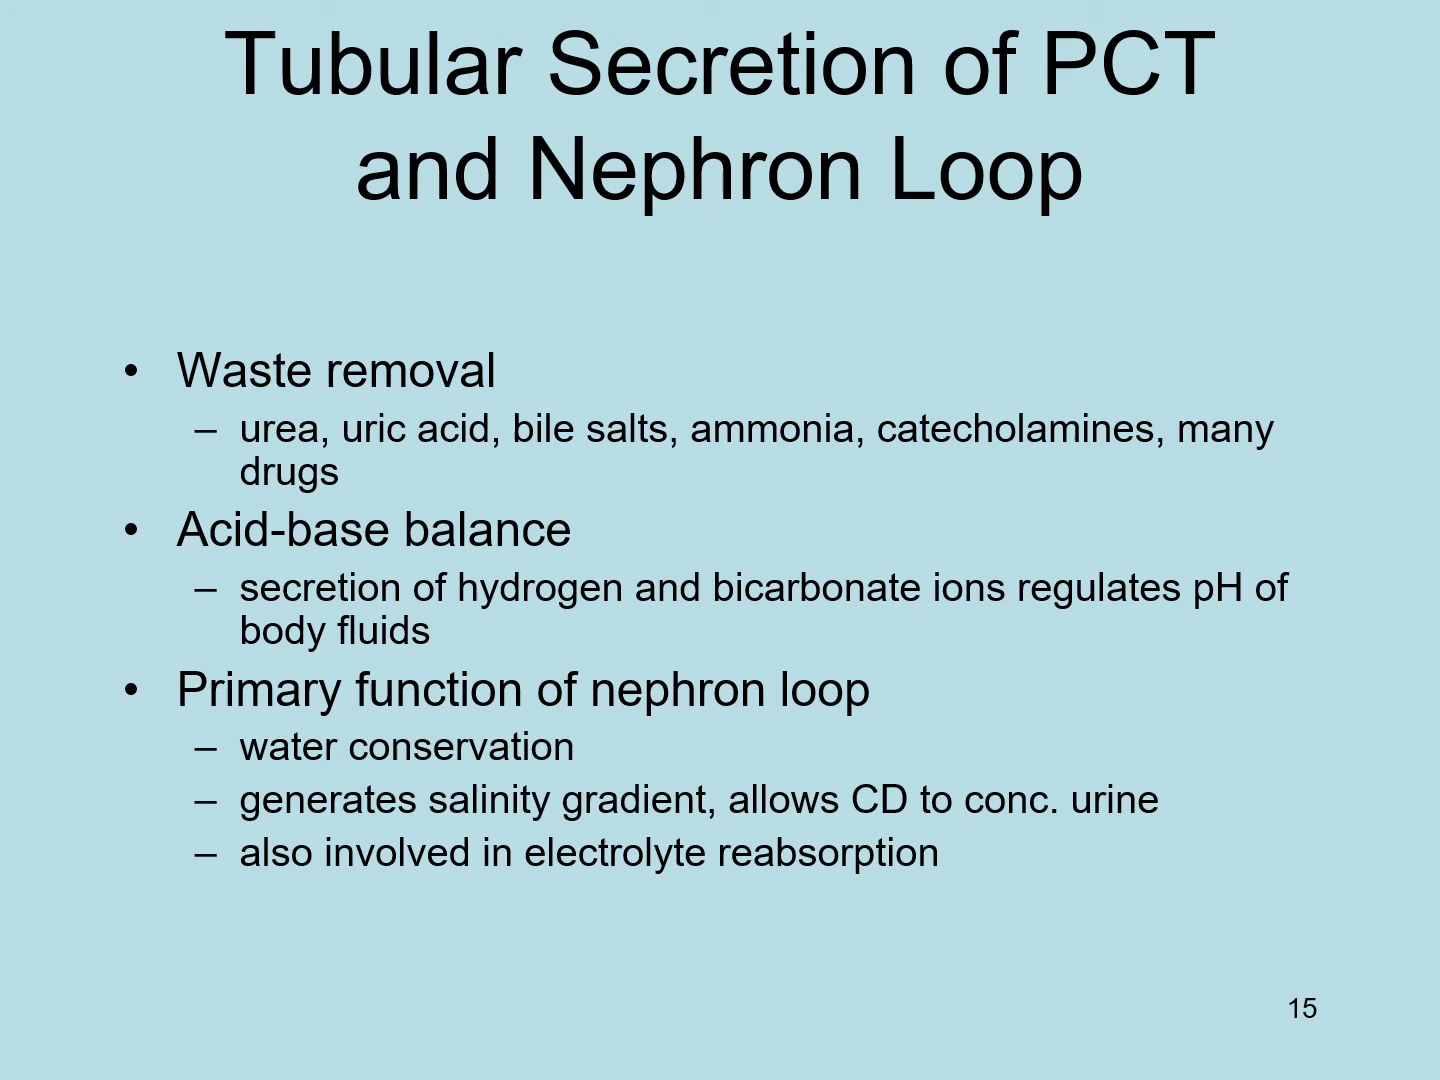 Tubular Secretion of PCT
and Nephron Loop
• Waste removal
– urea, uric acid, bile salts, ammonia, catecholamines, many
drugs
• Acid-base balance
– secretion of hydrogen and bicarbonate ions regulates pH of
body fluids
• Primary function of nephron loop
– water conservation
– generates salinity gradient, allows CD to conc. urine
– also involved in electrolyte reabsorption
15